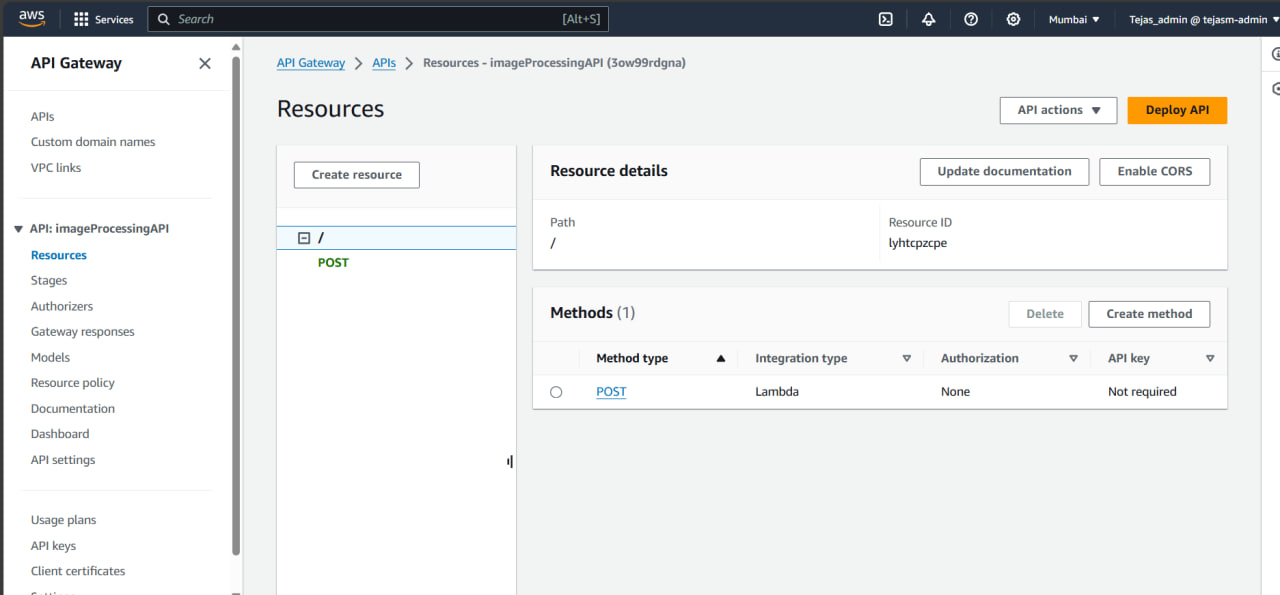 aws Services Search [Alt+S] Mumbai Tejas_admin @ tejasm-admin
API Gateway
APIs
Custom domain names
VPC links
API: imageProcessingAPI
Resources
Stages
Authorizers
Gateway responses
Models
Resource policy
Documentation
Dashboard
API settings
Usage plans
API keys
Client certificates
API Gateway APIs Resources - imageProcessingAPI (3ow99rdgna)
Resources
API actions Deploy API
Create resource
/
POST
Resource details
Update documentation Enable CORS
Path Resource ID
/ lyhtcpzcpe
Methods (1)
Delete Create method
Method type Integration type Authorization API key
POST Lambda None Not required